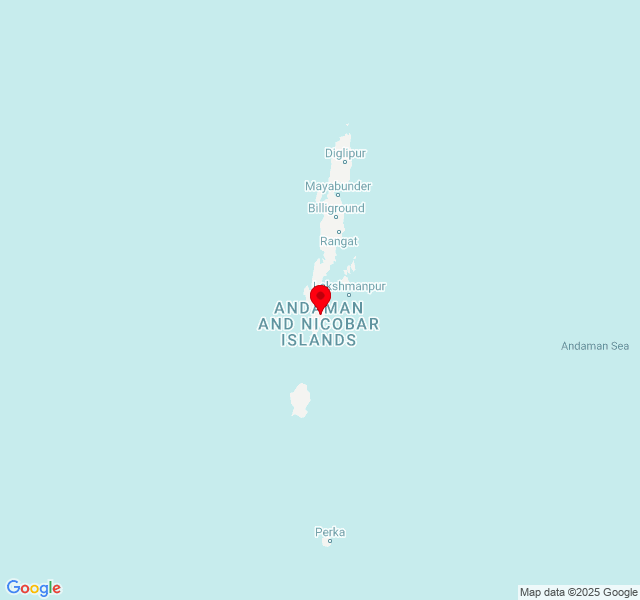 Diglipur
Mayabunder
Billiground
Rangat
Lakshmanpur
ANDAMAN
AND NICOBAR
ISLANDS
Andaman Sea
Perka
Google
Map data ©2025 Google